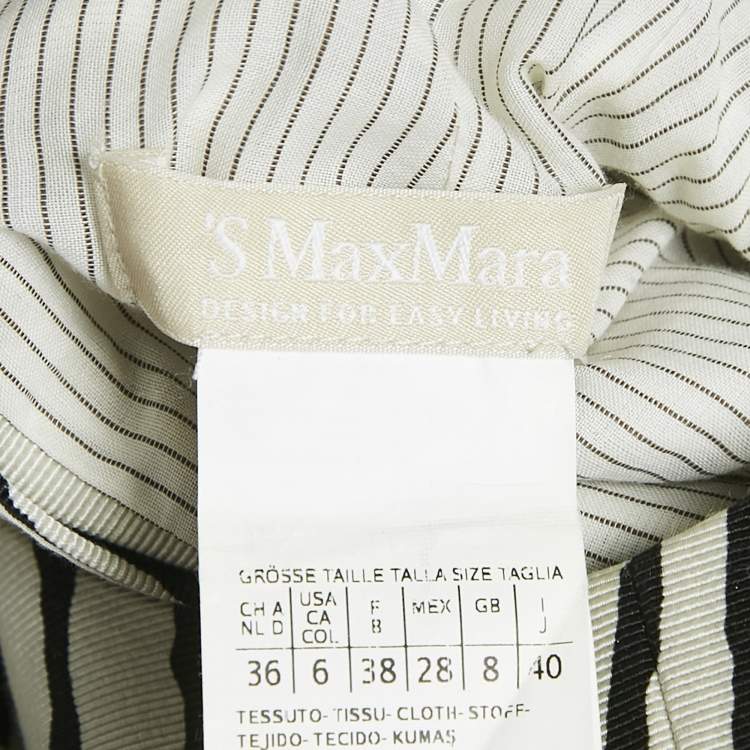 'S MaxMara
DESIGN FOR EASY LIVING
GRÖSSE TAILLE TALLA SIZE TAGLIA
CH A NL D | USA CA COL. | F B | MEX | GB | I J
36 | 6 | 38 | 28 | 8 | 40
TESSUTO-TISSU-CLOTH-STOFF-
TEJIDO-TECIDO-KUMAŞ